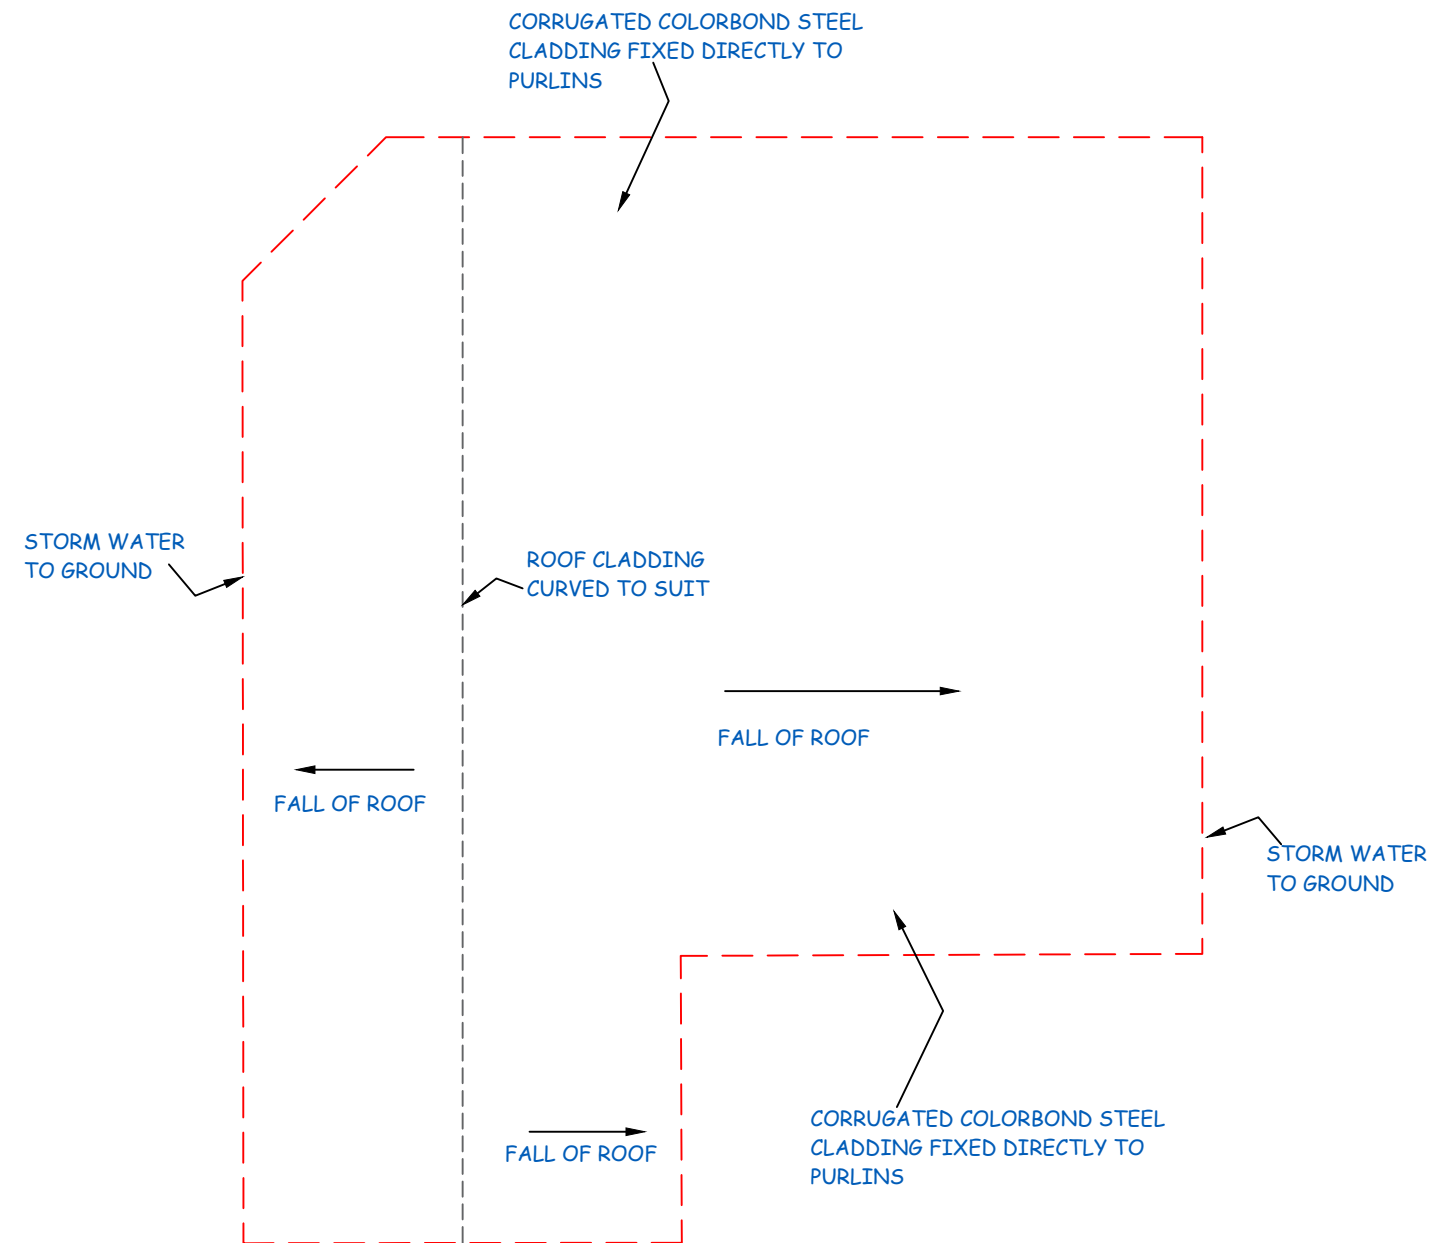 CORRUGATED COLORBOND STEEL
CLADDING FIXED DIRECTLY TO
PURLINS
STORM WATER
TO GROUND
ROOF CLADDING
CURVED TO SUIT
FALL OF ROOF
FALL OF ROOF
STORM WATER
TO GROUND
CORRUGATED COLORBOND STEEL
CLADDING FIXED DIRECTLY TO
PURLINS
FALL OF ROOF